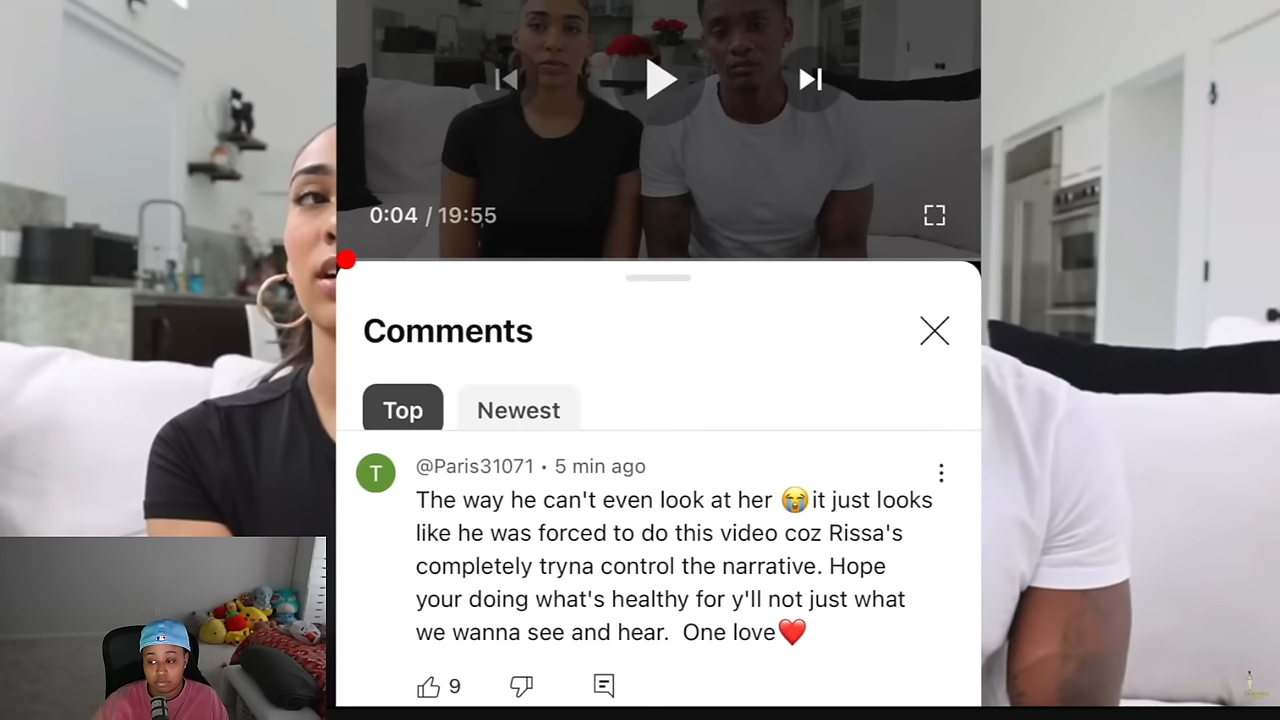 0:04 / 19:55
Comments
Top
Newest
T
@Paris31071 • 5 min ago
The way he can't even look at her 😭it just looks
like he was forced to do this video coz Rissa's
completely tryna control the narrative. Hope
your doing what's healthy for y'll not just what
we wanna see and hear.  One love❤️
9